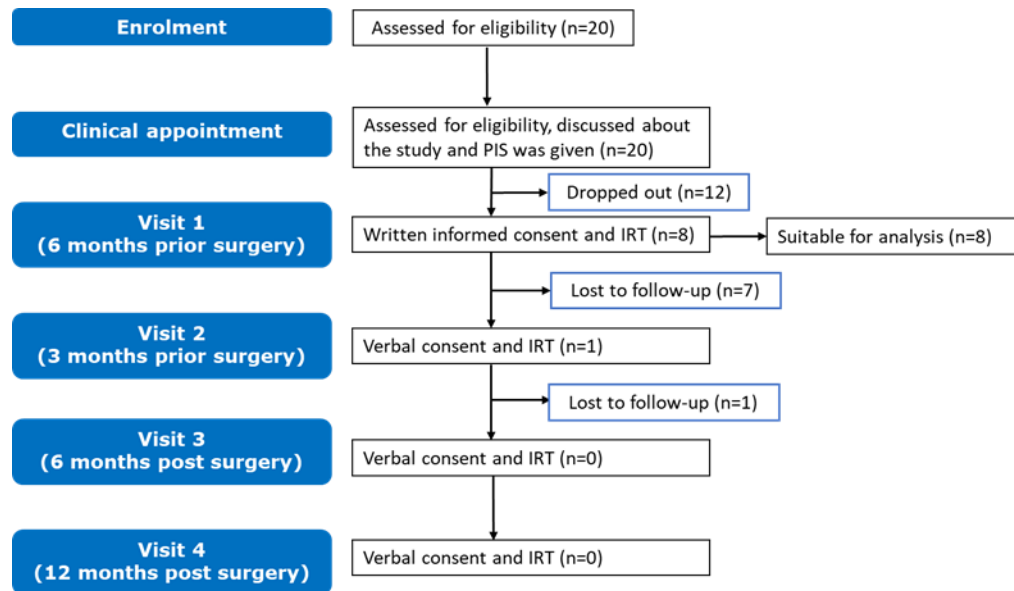 Enrolment
Assessed for eligibility (n=20)
Clinical appointment
Assessed for eligibility, discussed about
the study and PIS was given (n=20)
Dropped out (n=12)
Visit 1
(6 months prior surgery)
Written informed consent and IRT (n=8)
Suitable for analysis (n=8)
Lost to follow-up (n=7)
Visit 2
(3 months prior surgery)
Verbal consent and IRT (n=1)
Lost to follow-up (n=1)
Visit 3
(6 months post surgery)
Verbal consent and IRT (n=0)
Visit 4
(12 months post surgery)
Verbal consent and IRT (n=0)